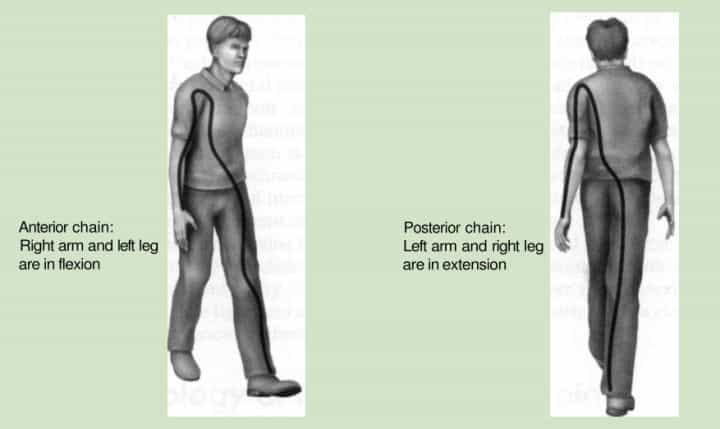 Anterior chain:
Right arm and left leg
are in flexion
Posterior chain:
Left arm and right leg
are in extension